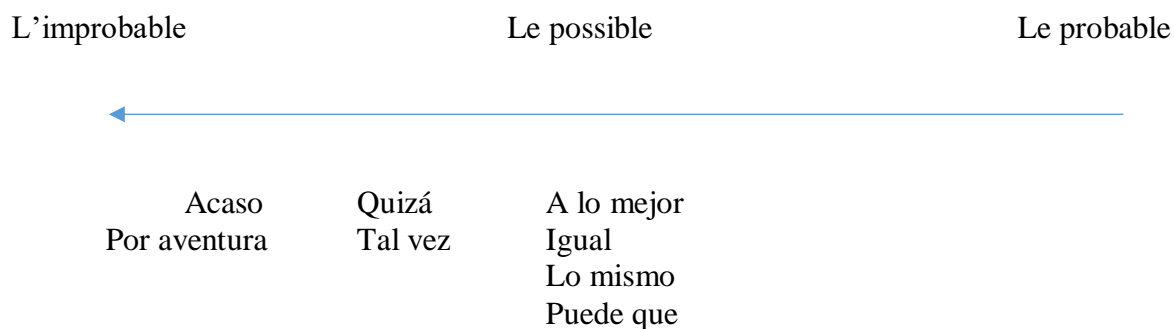 L’improbable Le possible Le probable
Acaso Quizá A lo mejor
Por aventura Tal vez Igual
Lo mismo
Puede que